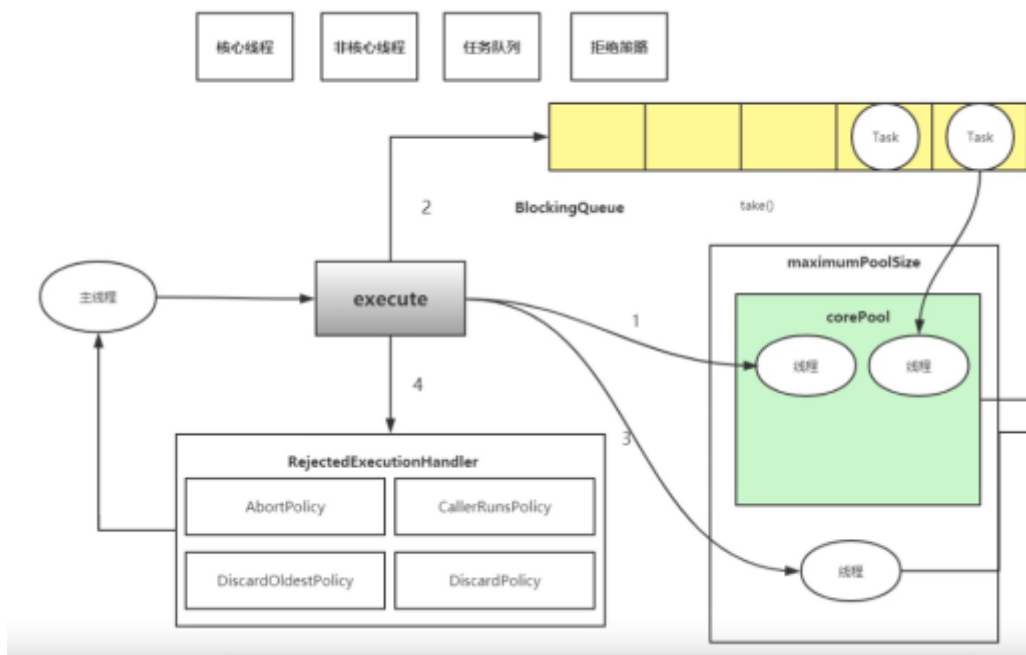 核心线程
非核心线程
任务队列
拒绝策略
Task
Task
2
BlockingQueue
take()
maximumPoolSize
主线程
execute
corePool
1
线程
线程
4
3
RejectedExecutionHandler
AbortPolicy
CallerRunsPolicy
线程
DiscardOldestPolicy
DiscardPolicy